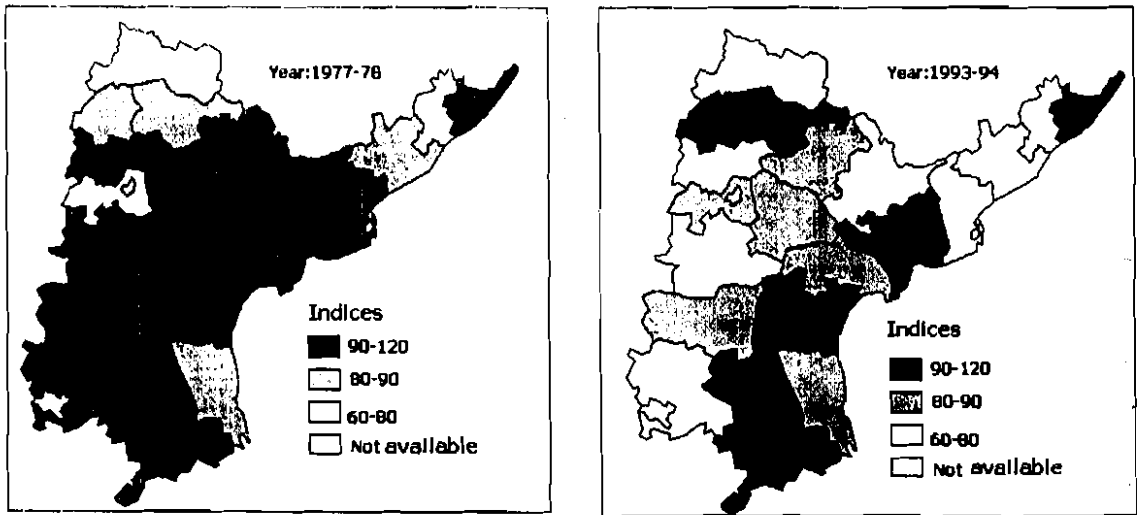 Year:1977-78
Indices
90-120
80-90
60-80
Not available
Year:1993-94
Indices
90-120
80-90
60-80
Not available